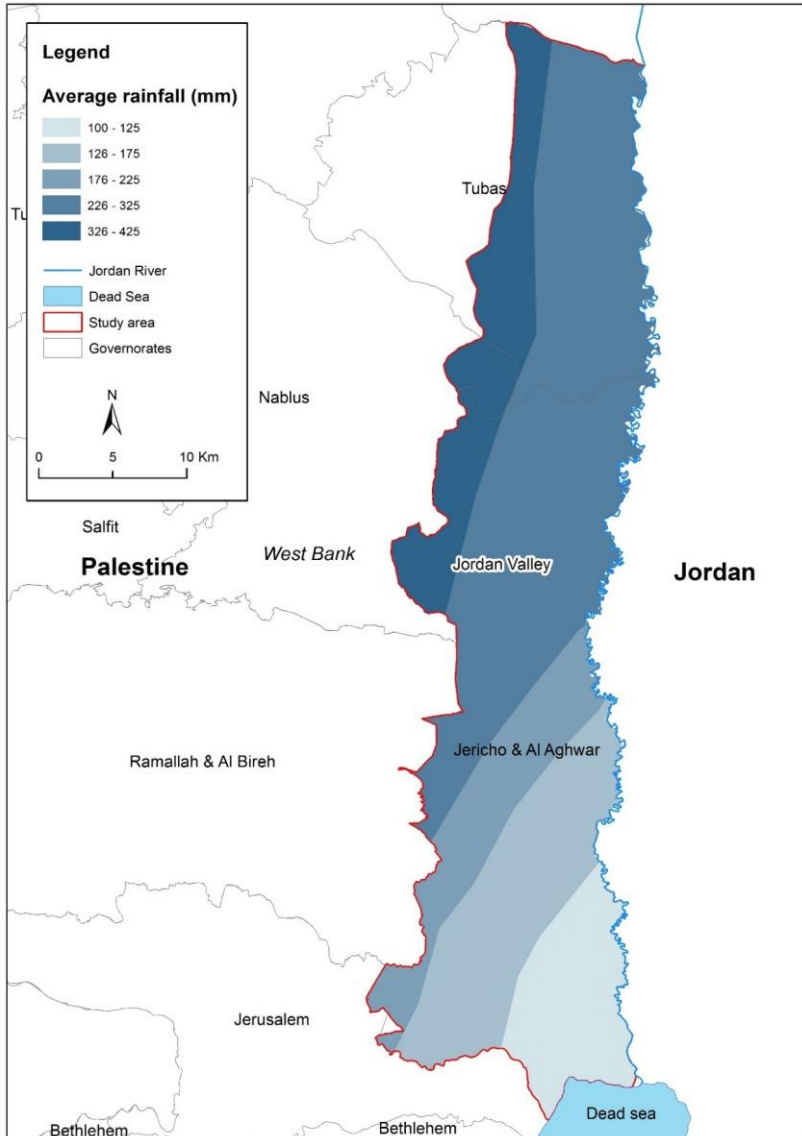 Legend
Average rainfall (mm)
100 - 125
126 - 175
176 - 225
226 - 325
326 - 425
Jordan River
Dead Sea
Study area
Governorates
N
0 5 10 Km
Tu
Tubas
Nablus
Salfit
Palestine
West Bank
Jordan Valley
Jordan
Ramallah & Al Bireh
Jericho & Al Aghwar
Jerusalem
Dead sea
Bethlehem
Bethlehem